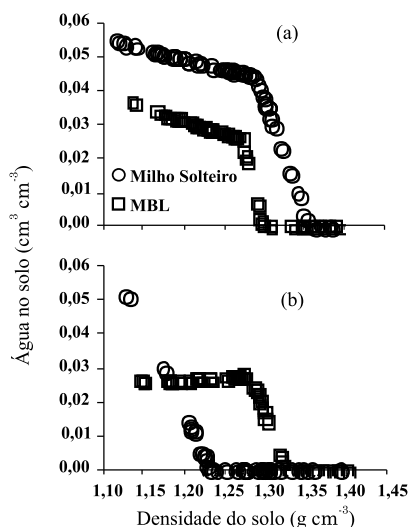 Água no solo (cm³ cm⁻³)
0,06
(a)
0,05
0,04
0,03
0,02
Milho Solteiro
0,01
MBL
0,00
0,06
(b)
0,05
0,04
0,03
0,02
0,01
0,00
1,10 1,15 1,20 1,25 1,30 1,35 1,40 1,45
Densidade do solo (g cm⁻³)